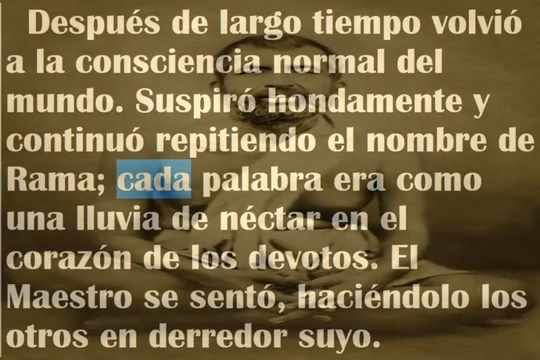 Después de largo tiempo volvió
a la consciencia normal del
mundo. Suspiró hondamente y
continuó repitiendo el nombre de
Rama; cada palabra era como
una lluvia de néctar en el
corazón de los devotos. El
Maestro se sentó, haciéndolo los
otros en derredor suyo.